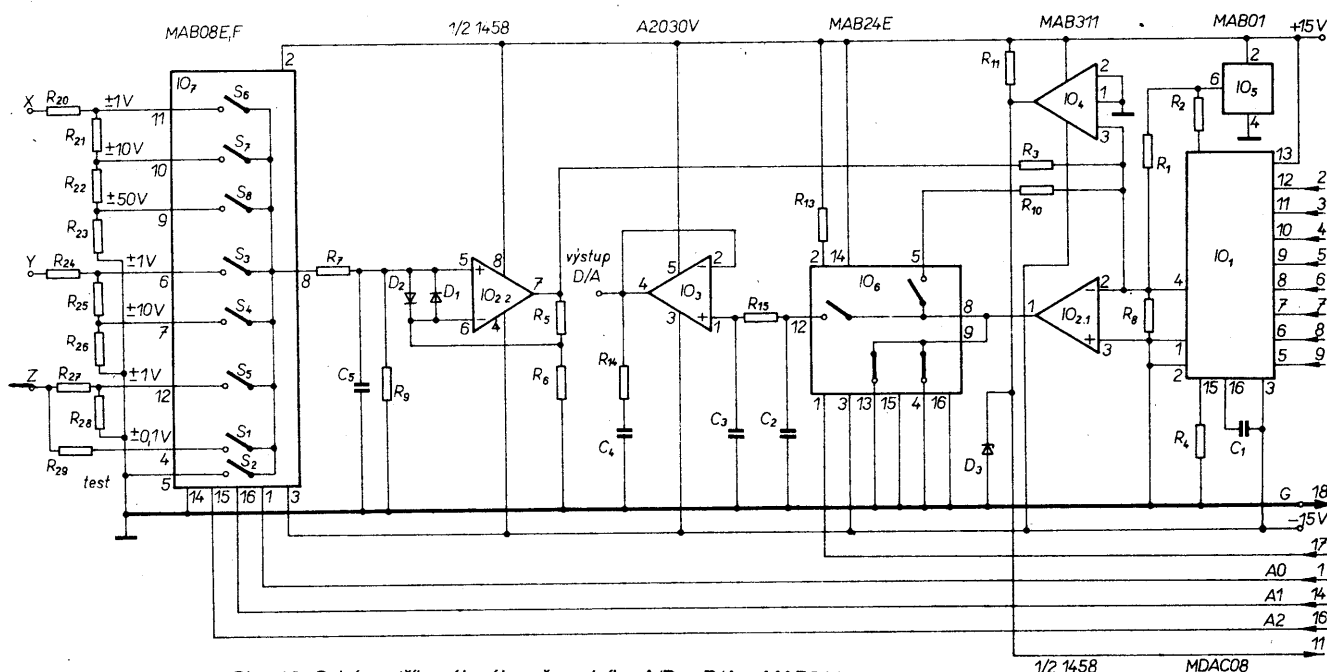 MAB08E,F 1/2 1458 A2030V MAB24E MAB311 MAB01
+15V
2
IO7
X R20 ±1V 11 S6
R21 ±10V 10 S7
R22 ±50V 9 S8
R23
Y R24 ±1V 6 S3
R25 ±10V 7 S4
R26
Z R27 ±1V 12 S5
R28 ±0,1V 4 S1
R29 5 S2
test
14 15 16 1 3
8 R7
C5 R9
D2 D1
5 + 8 7
6 − 4
IO2.2
R5
R6
výstup
D/A
4 5 − 2
IO3
3 + 1
R14
C4
R15
C3 C2
R13
2 14 5
IO6
12 8
9
1 3 13 15 4 16
R11
IO4
2
1
3
R3
R10
1 − 2
IO2.1
+ 3
D3
R1 R2
6 2
IO5
4
R8
IO1
4
1
2
13
12 2
11 3
10 4
9 5
8 6
7 7
6 8
5 9
15 16 3
R4 C1
G 18
−15V
17
A0 1
A1 14
A2 16
11
1/2 1458 MDAC08